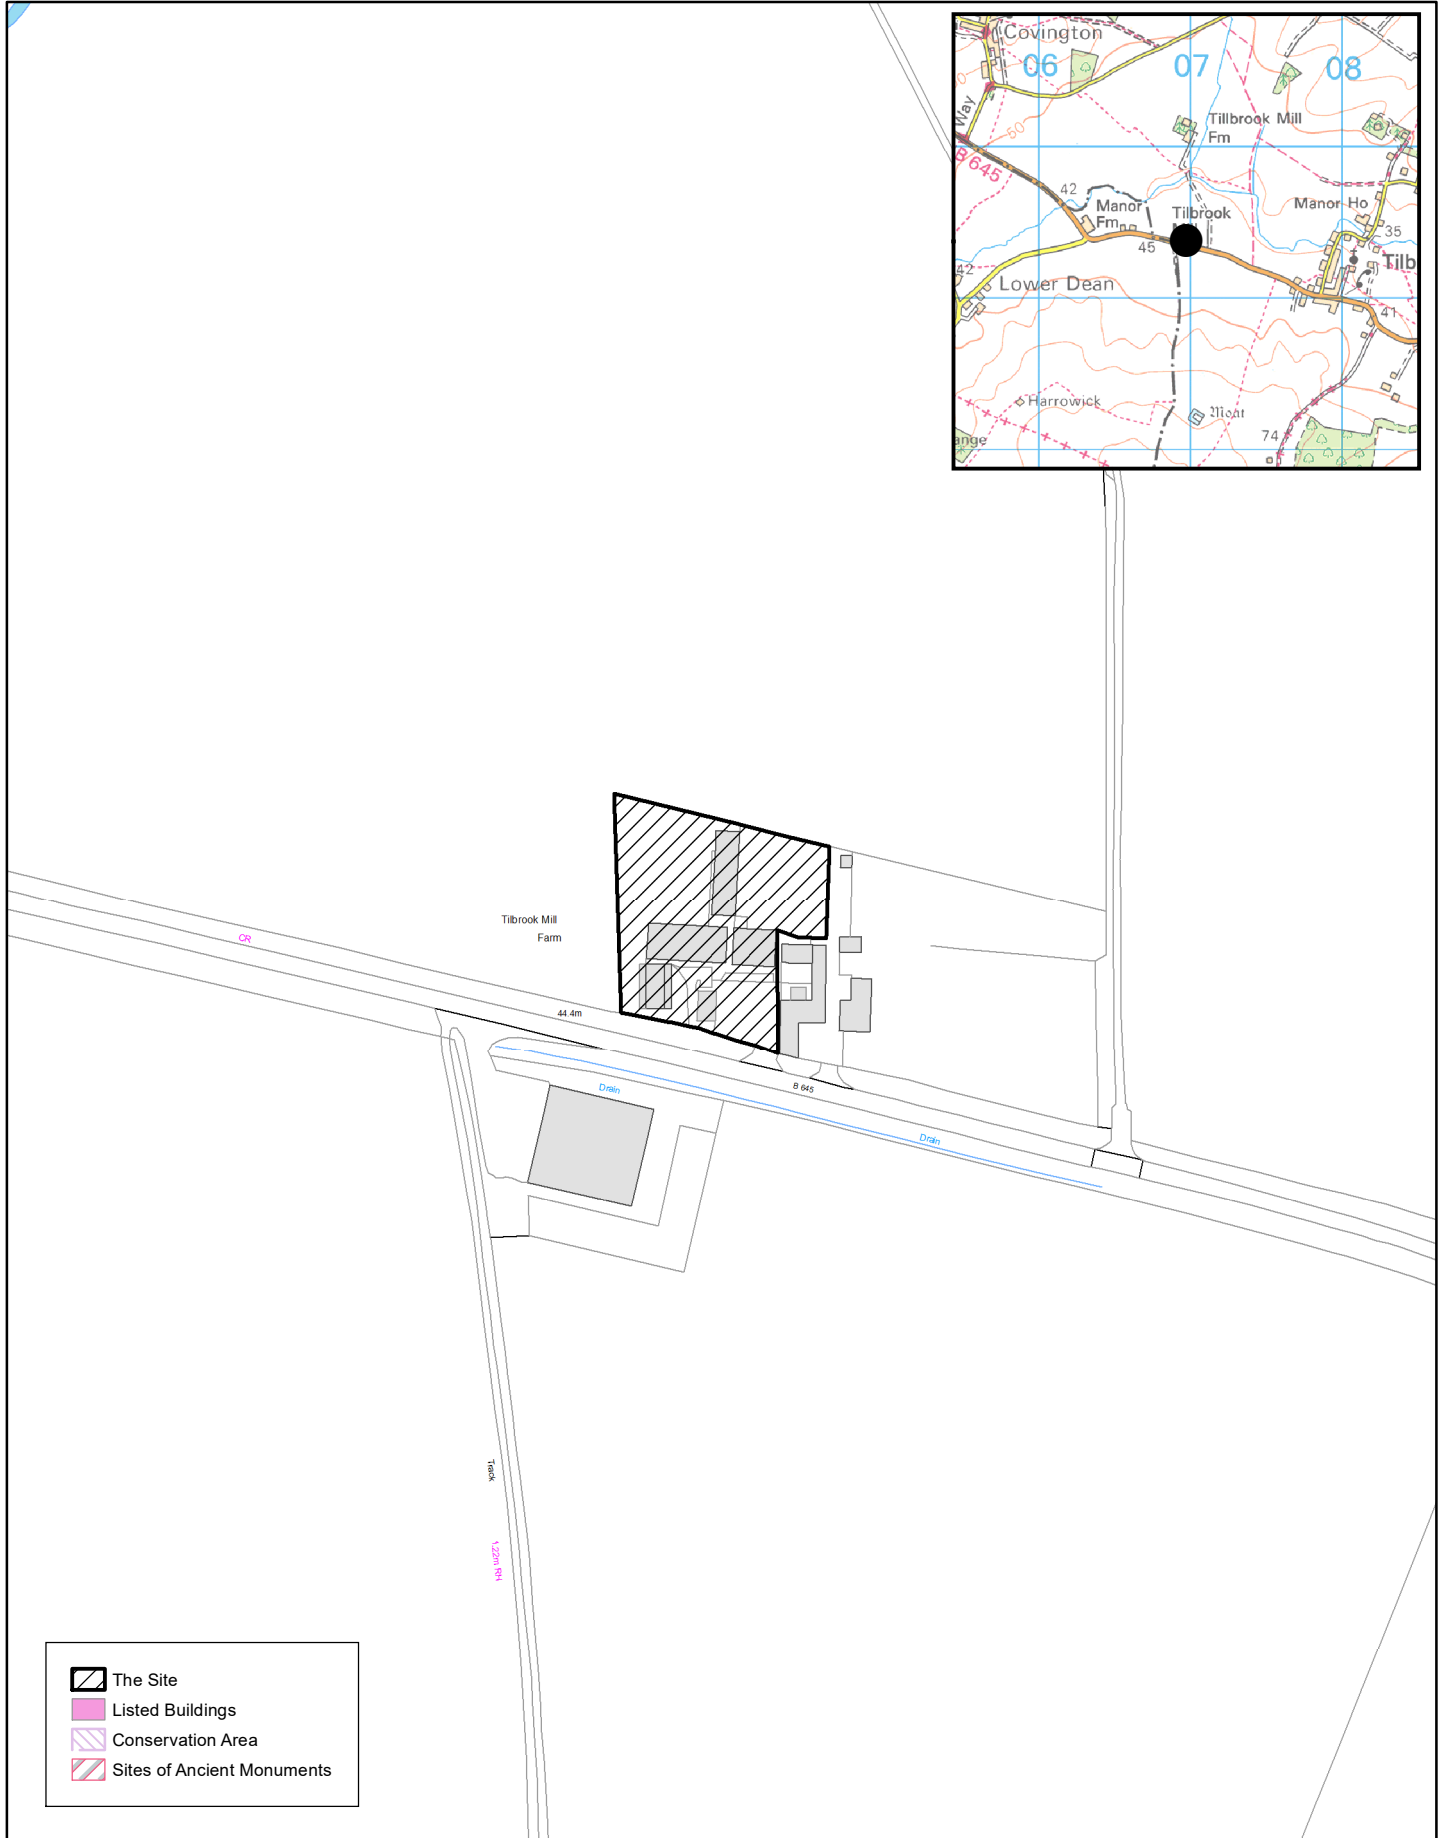 Covington
06
07
08
Way
50
Tillbrook Mill
Fm
B 645
42
Manor
Fm
Tilbrook
Manor Ho
45
35
42
Tilb
Lower Dean
41
Harrowick
Moat
ange
74
Tilbrook Mill
Farm
CR
44.4m
Drain
B 645
Drain
Track
1.22m RH
The Site
Listed Buildings
Conservation Area
Sites of Ancient Monuments